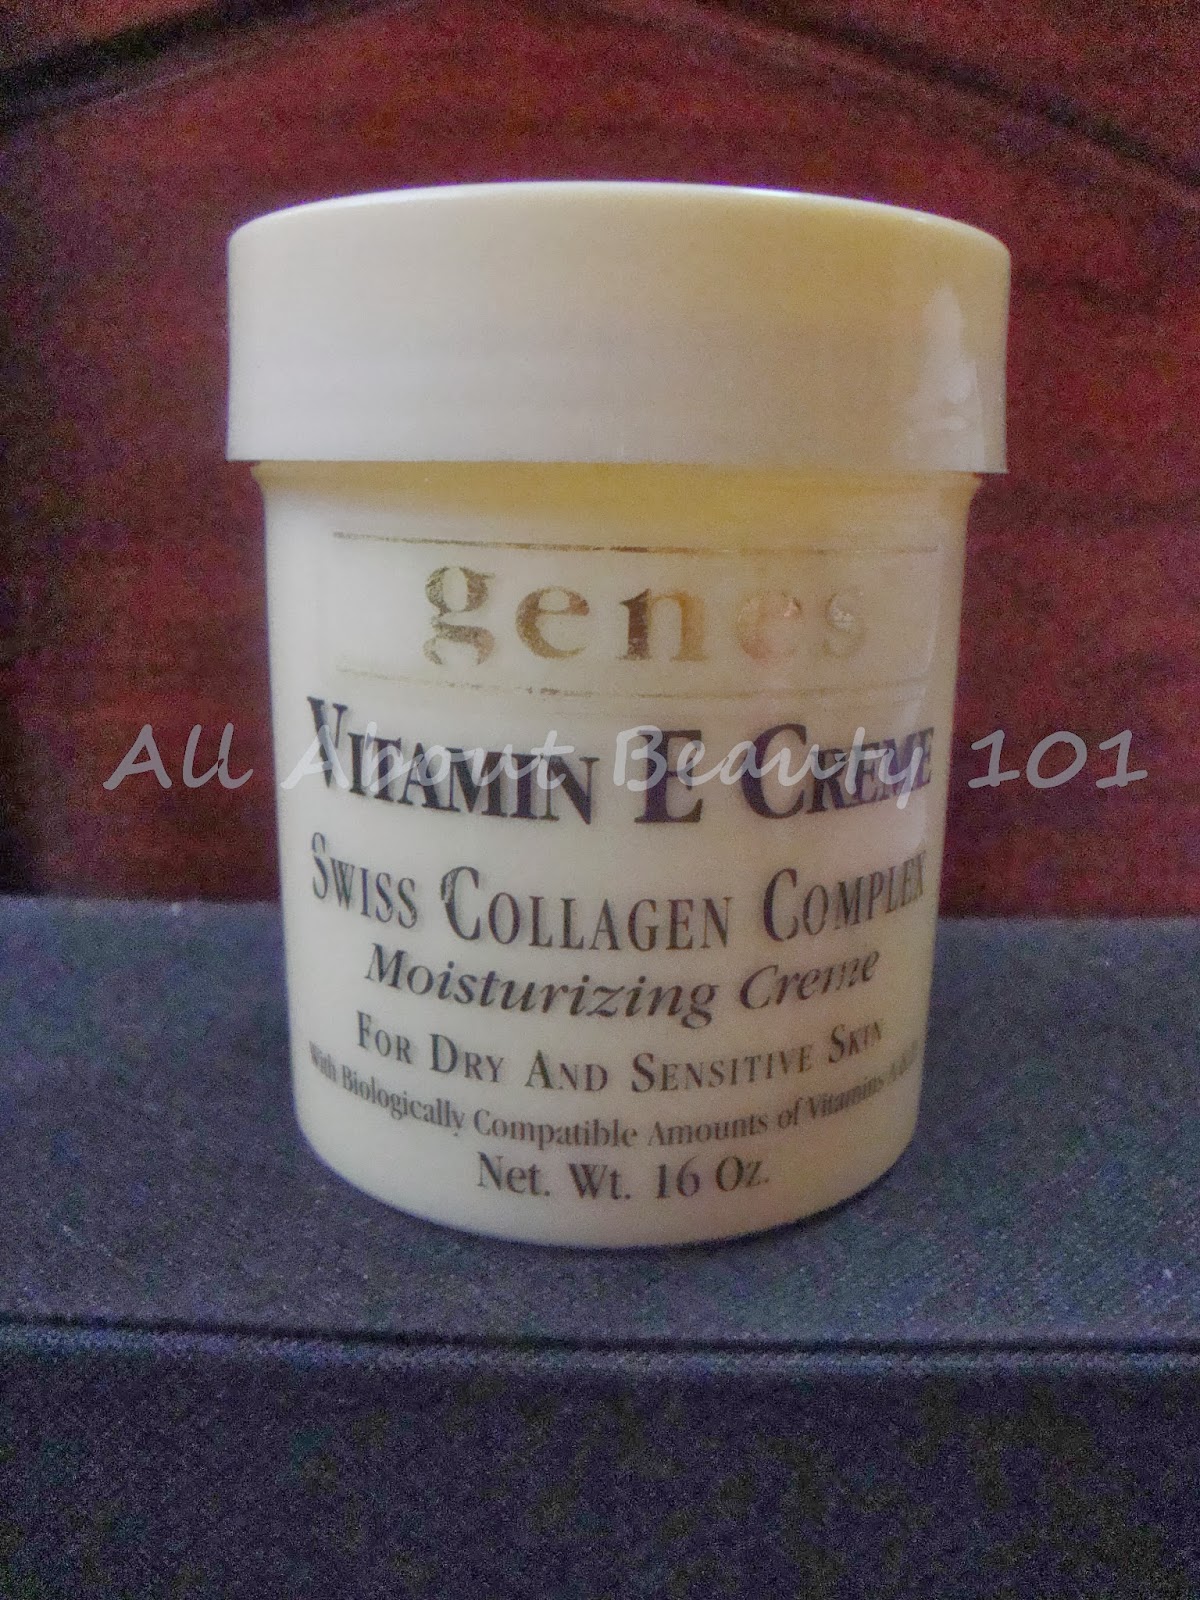 genes
VITAMIN E CREME
All About Beauty 101
SWISS COLLAGEN COMPLEX
Moisturizing Creme
FOR DRY AND SENSITIVE SKIN
With Biologically Compatible Amounts of Vitamins
Net. Wt. 16 Oz.